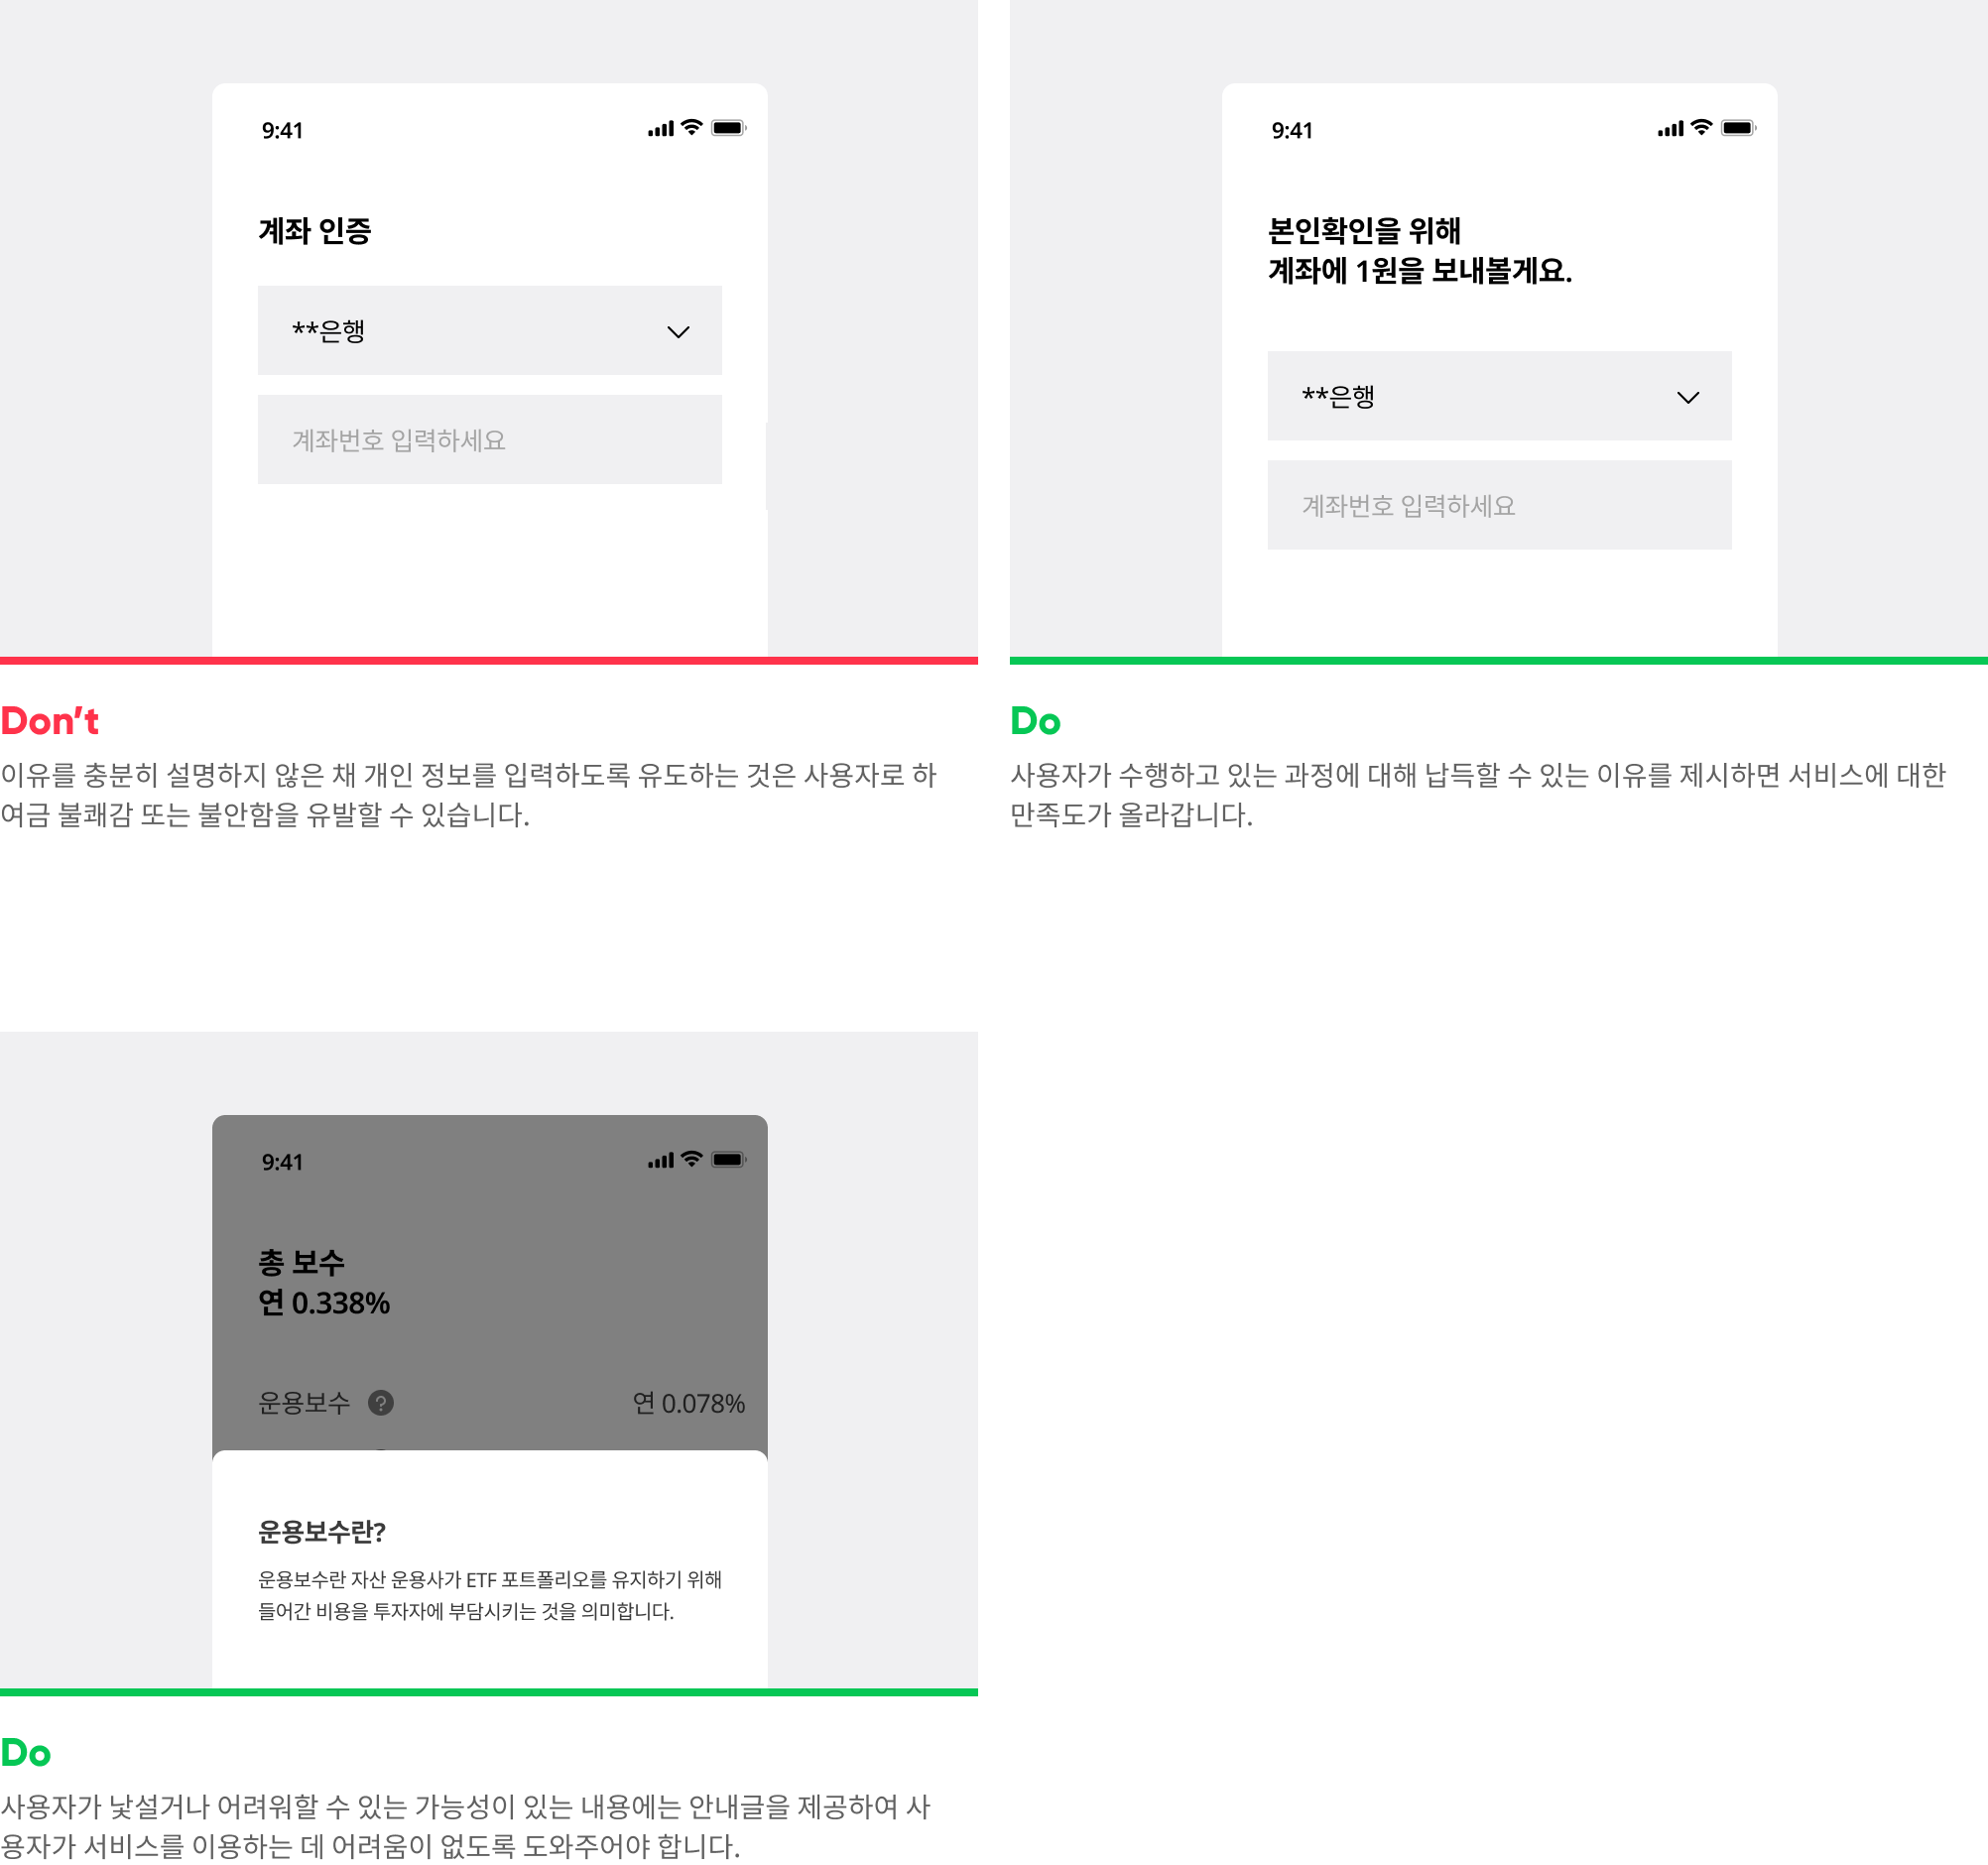 9:41
계좌 인증
**은행
계좌번호 입력하세요
Don't
이유를 충분히 설명하지 않은 채 개인 정보를 입력하도록 유도하는 것은 사용자로 하
여금 불쾌감 또는 불안함을 유발할 수 있습니다.
9:41
본인확인을 위해
계좌에 1원을 보내볼게요.
**은행
계좌번호 입력하세요
Do
사용자가 수행하고 있는 과정에 대해 납득할 수 있는 이유를 제시하면 서비스에 대한
만족도가 올라갑니다.
9:41
총 보수
연 0.338%
운용보수 ? 연 0.078%
운용보수란?
운용보수란 자산 운용사가 ETF 포트폴리오를 유지하기 위해
들어간 비용을 투자자에 부담시키는 것을 의미합니다.
Do
사용자가 낯설거나 어려워할 수 있는 가능성이 있는 내용에는 안내글을 제공하여 사
용자가 서비스를 이용하는 데 어려움이 없도록 도와주어야 합니다.